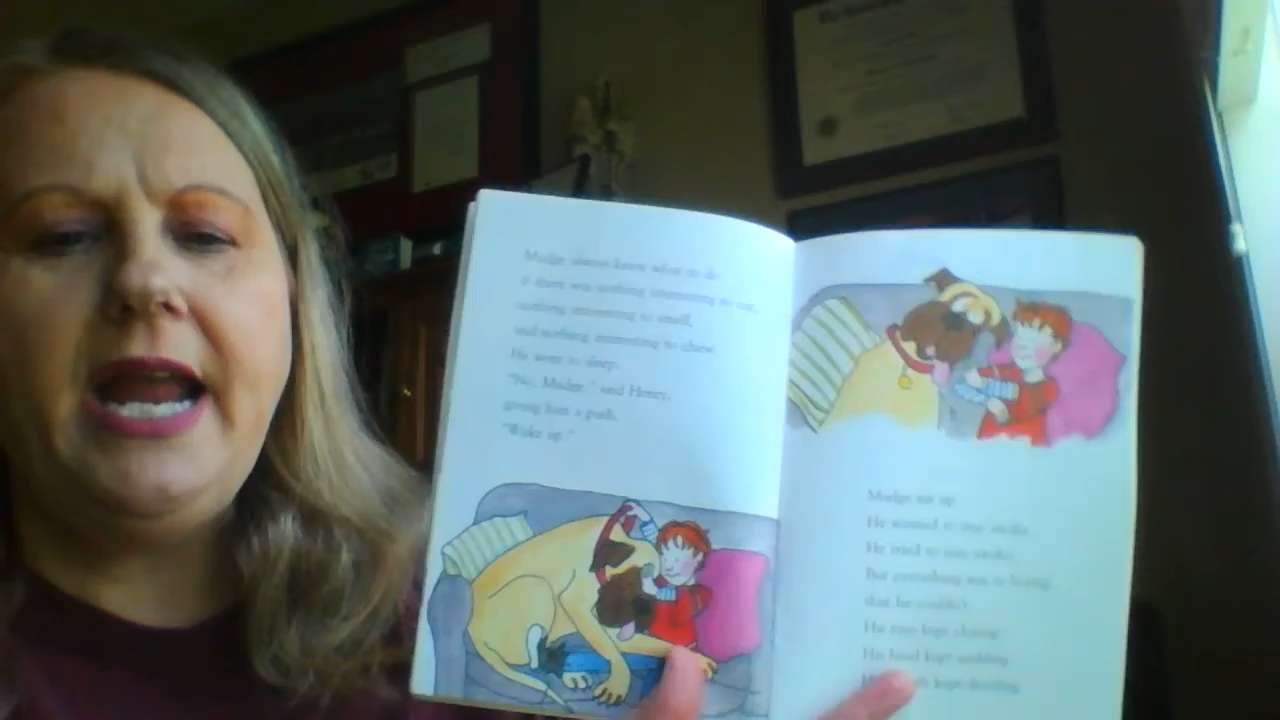 Mudge always knew what to do
if there was nothing interesting to eat,
nothing interesting to smell,
and nothing interesting to chew.
He went to sleep.
"No, Mudge," said Henry,
giving him a push.
"Wake up."
Mudge sat up.
He wanted to stay awake.
He tried to stay awake.
But everything was so boring
that he couldn't.
His eyes kept closing.
His head kept nodding.
kept drooling.